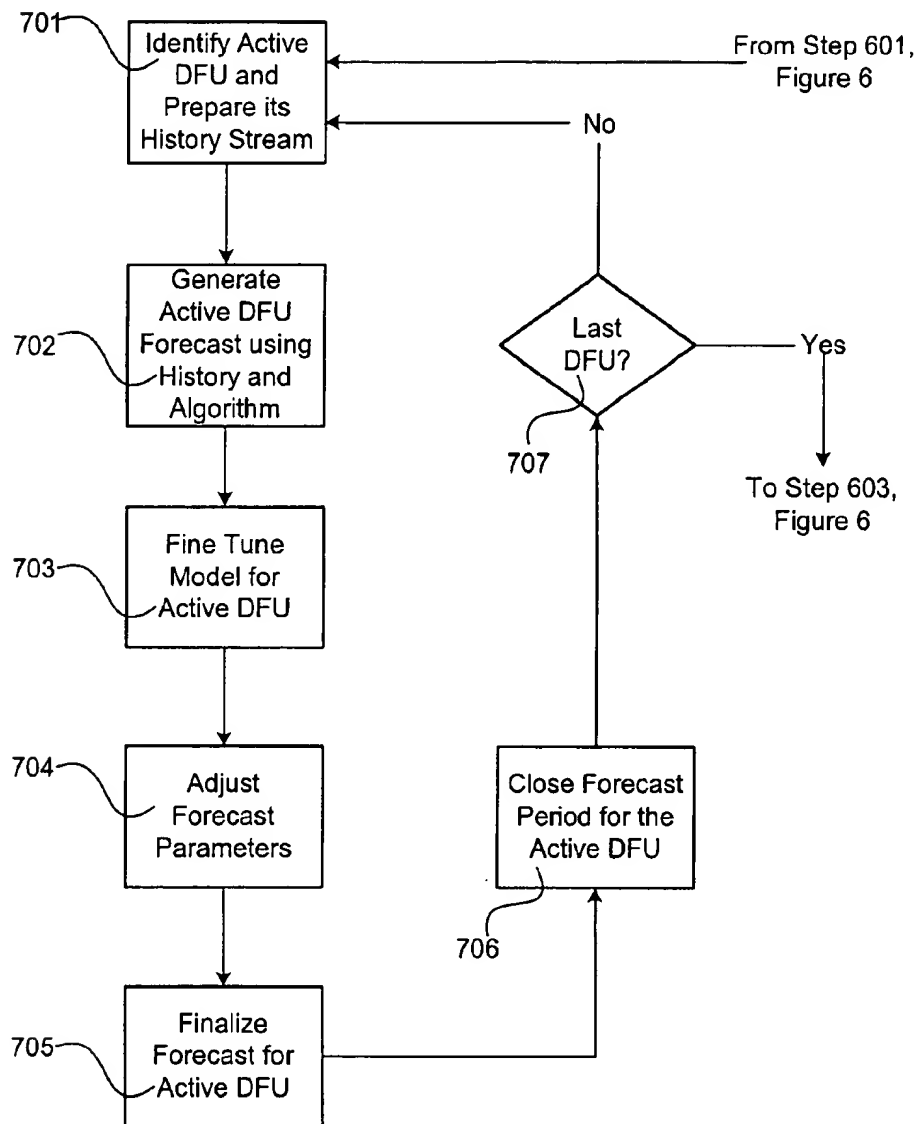 701
Identify Active
DFU and
Prepare its
History Stream
From Step 601,
Figure 6
No
702
Generate
Active DFU
Forecast using
History and
Algorithm
Last
DFU?
707
Yes
To Step 603,
Figure 6
703
Fine Tune
Model for
Active DFU
704
Adjust
Forecast
Parameters
Close Forecast
Period for the
Active DFU
706
705
Finalize
Forecast for
Active DFU